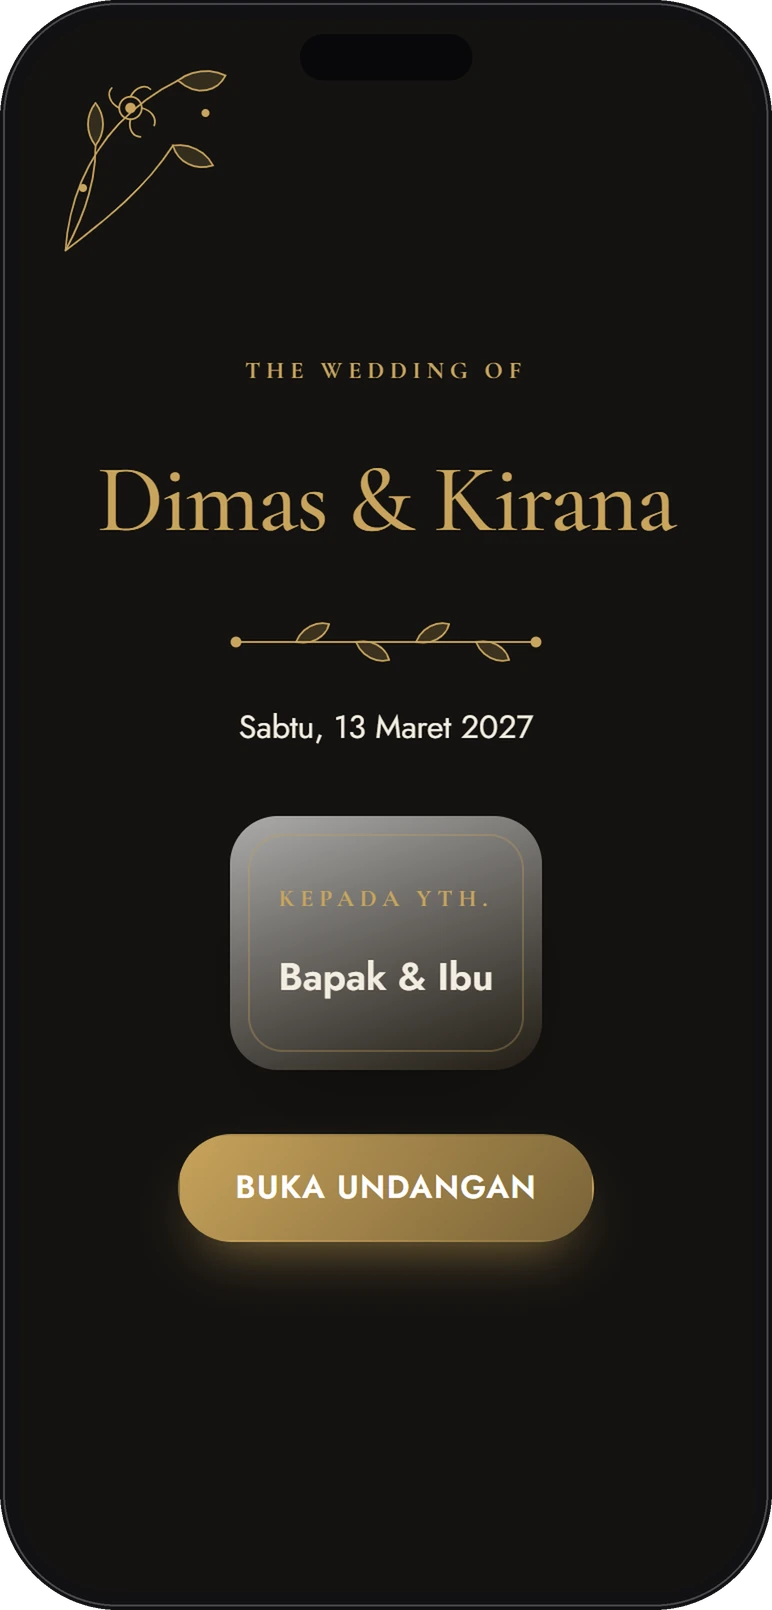 THE WEDDING OF
Dimas & Kirana
Sabtu, 13 Maret 2027
KEPADA YTH.
Bapak & Ibu
BUKA UNDANGAN